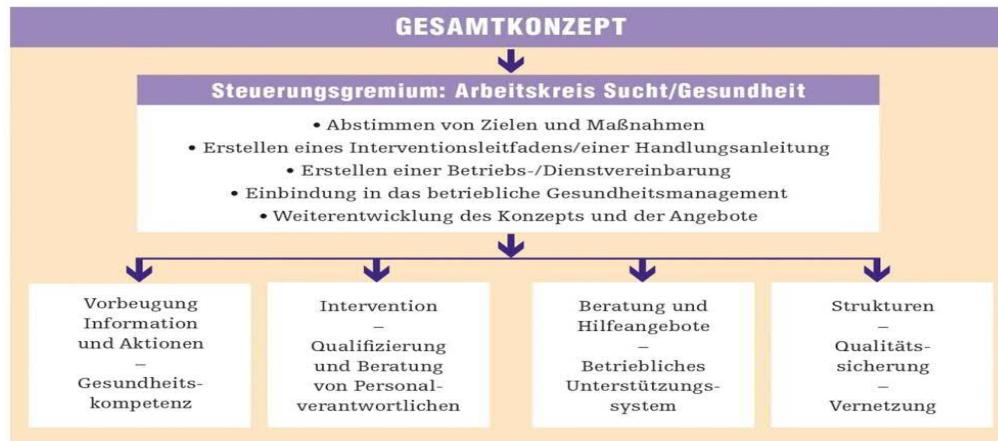 GESAMTKONZEPT
Steuerungsgremium: Arbeitskreis Sucht/Gesundheit
• Abstimmen von Zielen und Maßnahmen
• Erstellen eines Interventionsleitfadens/einer Handlungsanleitung
• Erstellen einer Betriebs-/Dienstvereinbarung
• Einbindung in das betriebliche Gesundheitsmanagement
• Weiterentwicklung des Konzepts und der Angebote
Vorbeugung
Information
und Aktionen
–
Gesundheits-
kompetenz
Intervention
–
Qualifizierung
und Beratung
von Personal-
verantwortlichen
Beratung und
Hilfeangebote
–
Betriebliches
Unterstützungs-
system
Strukturen
–
Qualitäts-
sicherung
–
Vernetzung